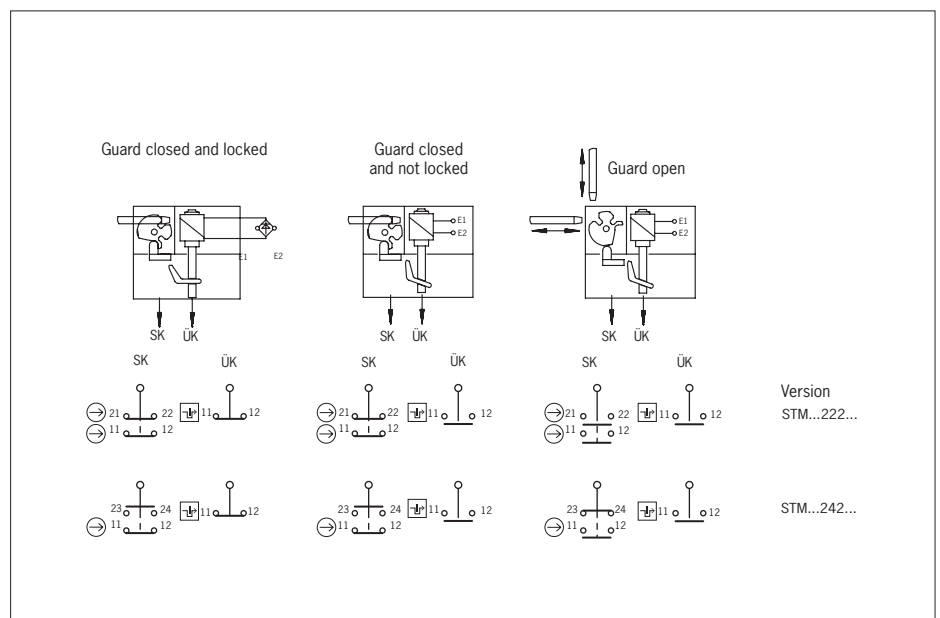 Guard closed and locked
Guard closed
and not locked
Guard open
E1 E2
E1
E2
E1
E2
SK ÜK
SK ÜK
SK ÜK
SK ÜK
SK ÜK
SK ÜK
Version
21 22 11 12
11 12
21 22 11 12
11 12
21 22 11 12
11 12
STM...222...
23 24 11 12
11 12
23 24 11 12
11 12
23 24 11 12
11 12
STM...242...